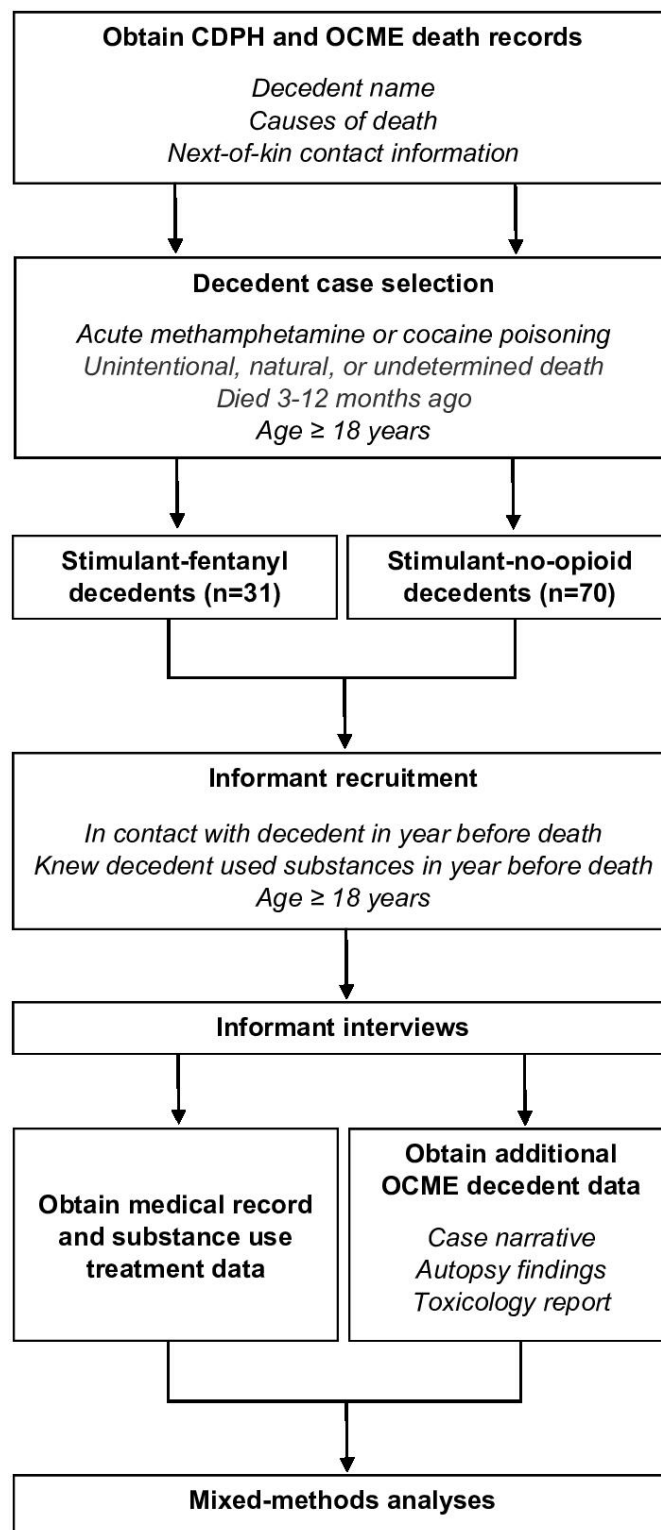 Obtain CDPH and OCME death records
Decedent name
Causes of death
Next-of-kin contact information
Decedent case selection
Acute methamphetamine or cocaine poisoning
Unintentional, natural, or undetermined death
Died 3-12 months ago
Age ≥ 18 years
Stimulant-fentanyl
decedents (n=31)
Stimulant-no-opioid
decedents (n=70)
Informant recruitment
In contact with decedent in year before death
Knew decedent used substances in year before death
Age ≥ 18 years
Informant interviews
Obtain medical record
and substance use
treatment data
Obtain additional
OCME decedent data
Case narrative
Autopsy findings
Toxicology report
Mixed-methods analyses